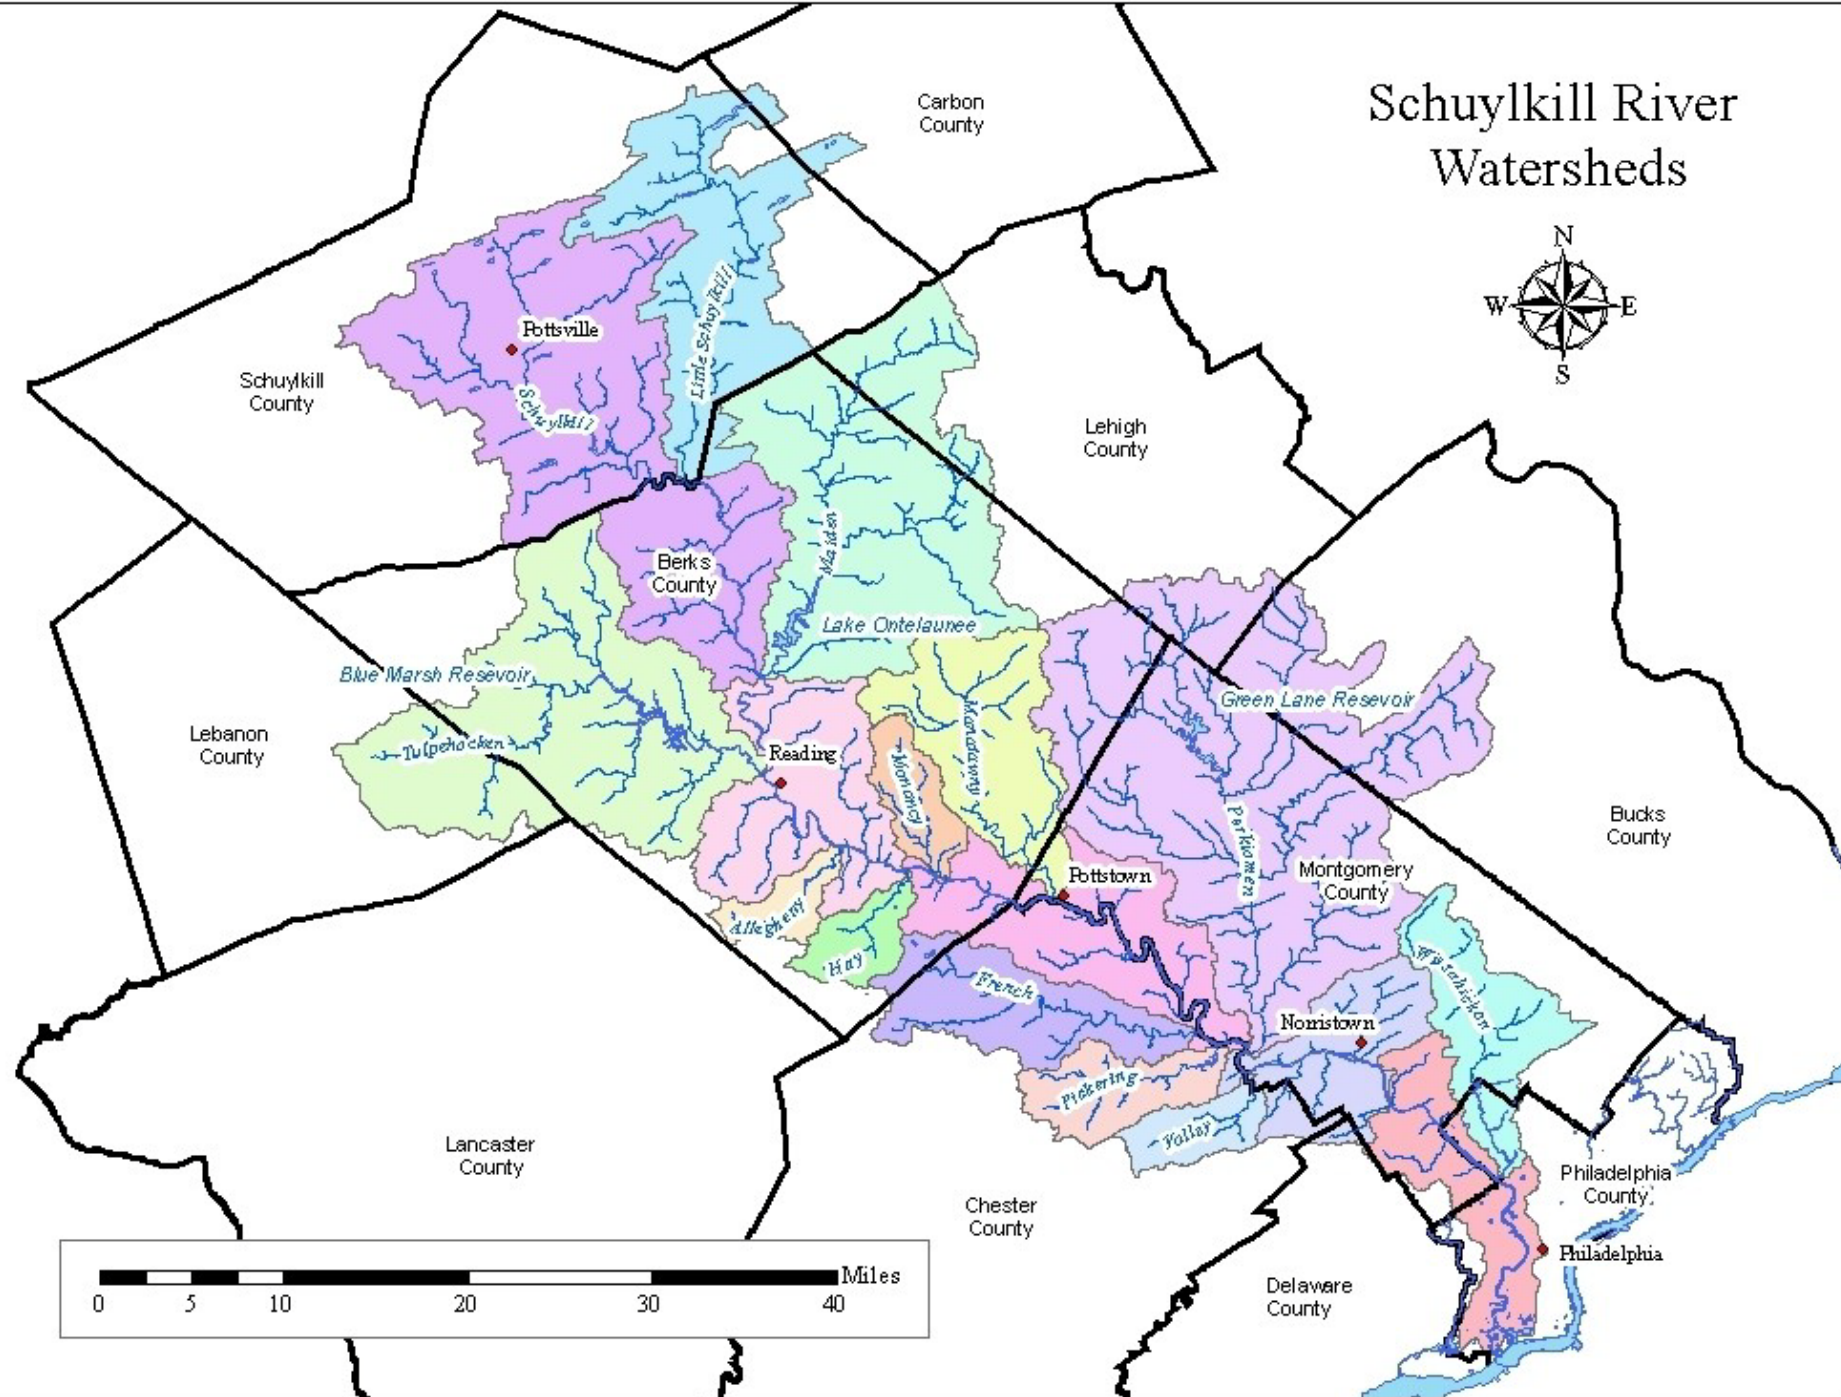 Schuylkill River
Watersheds
N
W
E
S
Carbon
County
Little Schuylkill
Pottsville
Schuylkill
County
Schuylkill
Lehigh
County
Maiden
Berks
County
Lake Ontelaunee
Blue Marsh Resevoir
Green Lane Resevoir
Lebanon
County
Tulpehocken
Reading
Manatawny
Monocacy
Perkiomen
Bucks
County
Montgomery
County
Pottstown
Allegheny
Hay
French
Wissahickon
Norristown
Pickering
Valley
Lancaster
County
Chester
County
Philadelphia
County
Philadelphia
Delaware
County
Miles
0 5 10 20 30 40